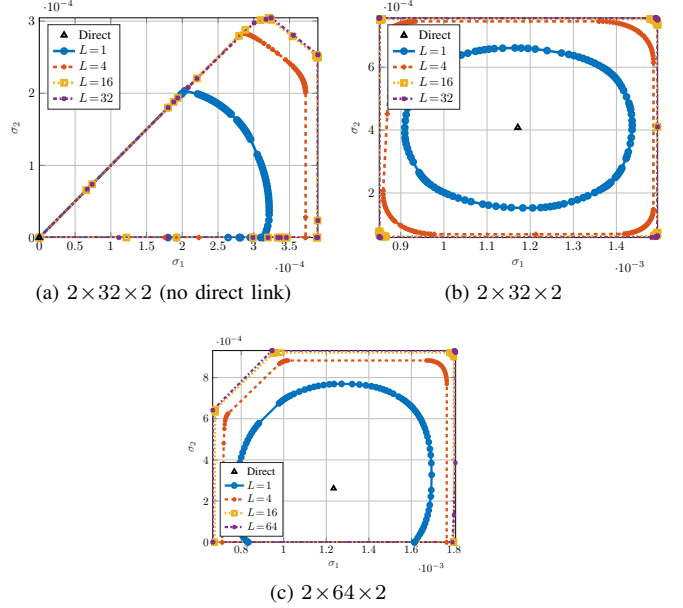 ·10⁻⁴
3
2
1
0
σ₂
Direct
L=1
L=4
L=16
L=32
0 0.5 1 1.5 2 2.5 3 3.5
σ₁
·10⁻⁴
(a) 2×32×2 (no direct link)
·10⁻⁴
6
4
2
σ₂
Direct
L=1
L=4
L=16
L=32
0.9 1 1.1 1.2 1.3 1.4
σ₁
·10⁻³
(b) 2×32×2
·10⁻⁴
8
6
4
2
0
σ₂
Direct
L=1
L=4
L=16
L=64
0.8 1 1.2 1.4 1.6 1.8
σ₁
·10⁻³
(c) 2×64×2